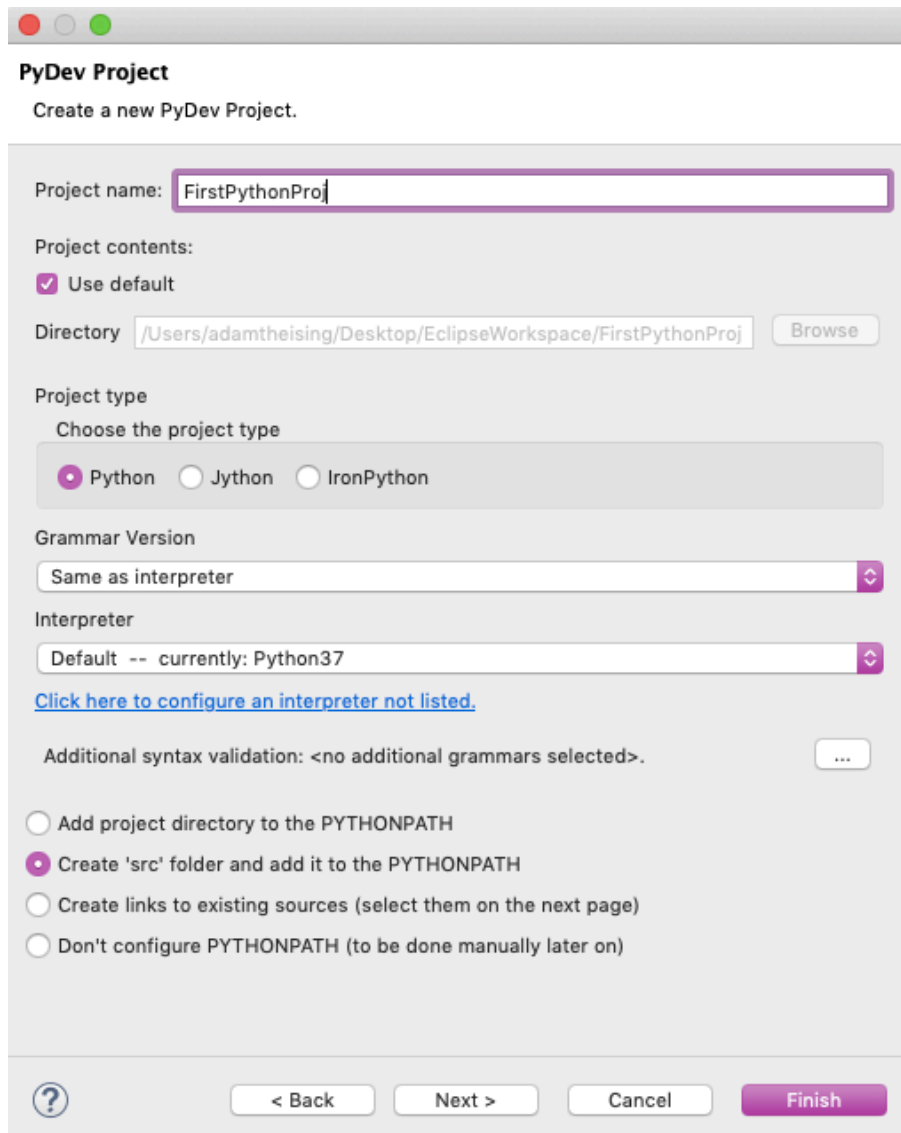 PyDev Project
Create a new PyDev Project.
Project name: FirstPythonProj
Project contents:
Use default
Directory /Users/adamtheising/Desktop/EclipseWorkspace/FirstPythonProj Browse
Project type
Choose the project type
Python Jython IronPython
Grammar Version
Same as interpreter
Interpreter
Default -- currently: Python37
Click here to configure an interpreter not listed.
Additional syntax validation: <no additional grammars selected>. ...
Add project directory to the PYTHONPATH
Create 'src' folder and add it to the PYTHONPATH
Create links to existing sources (select them on the next page)
Don't configure PYTHONPATH (to be done manually later on)
? < Back Next > Cancel Finish